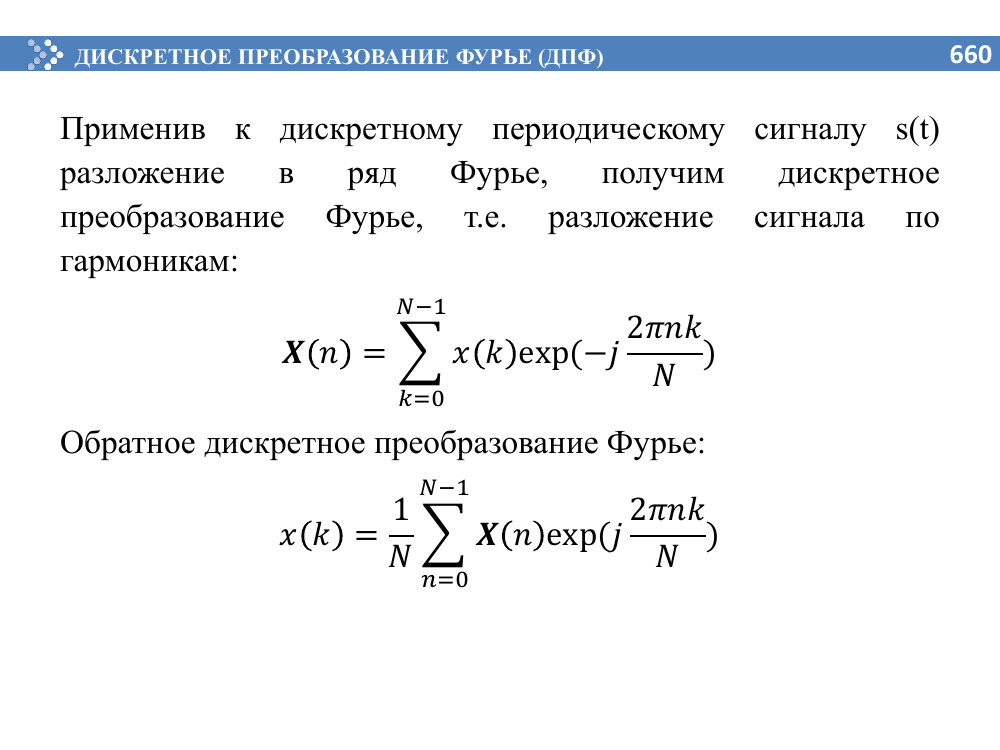 ДИСКРЕТНОЕ ПРЕОБРАЗОВАНИЕ ФУРЬЕ (ДПФ) 660
Применив к дискретному периодическому сигналу s(t)
разложение в ряд Фурье, получим дискретное
преобразование Фурье, т.е. разложение сигнала по
гармоникам:
$$\boldsymbol{X}(n) = \sum_{k=0}^{N-1} x(k)\exp(-j\frac{2\pi nk}{N})$$
Обратное дискретное преобразование Фурье:
$$x(k) = \frac{1}{N}\sum_{n=0}^{N-1} \boldsymbol{X}(n)\exp(j\frac{2\pi nk}{N})$$